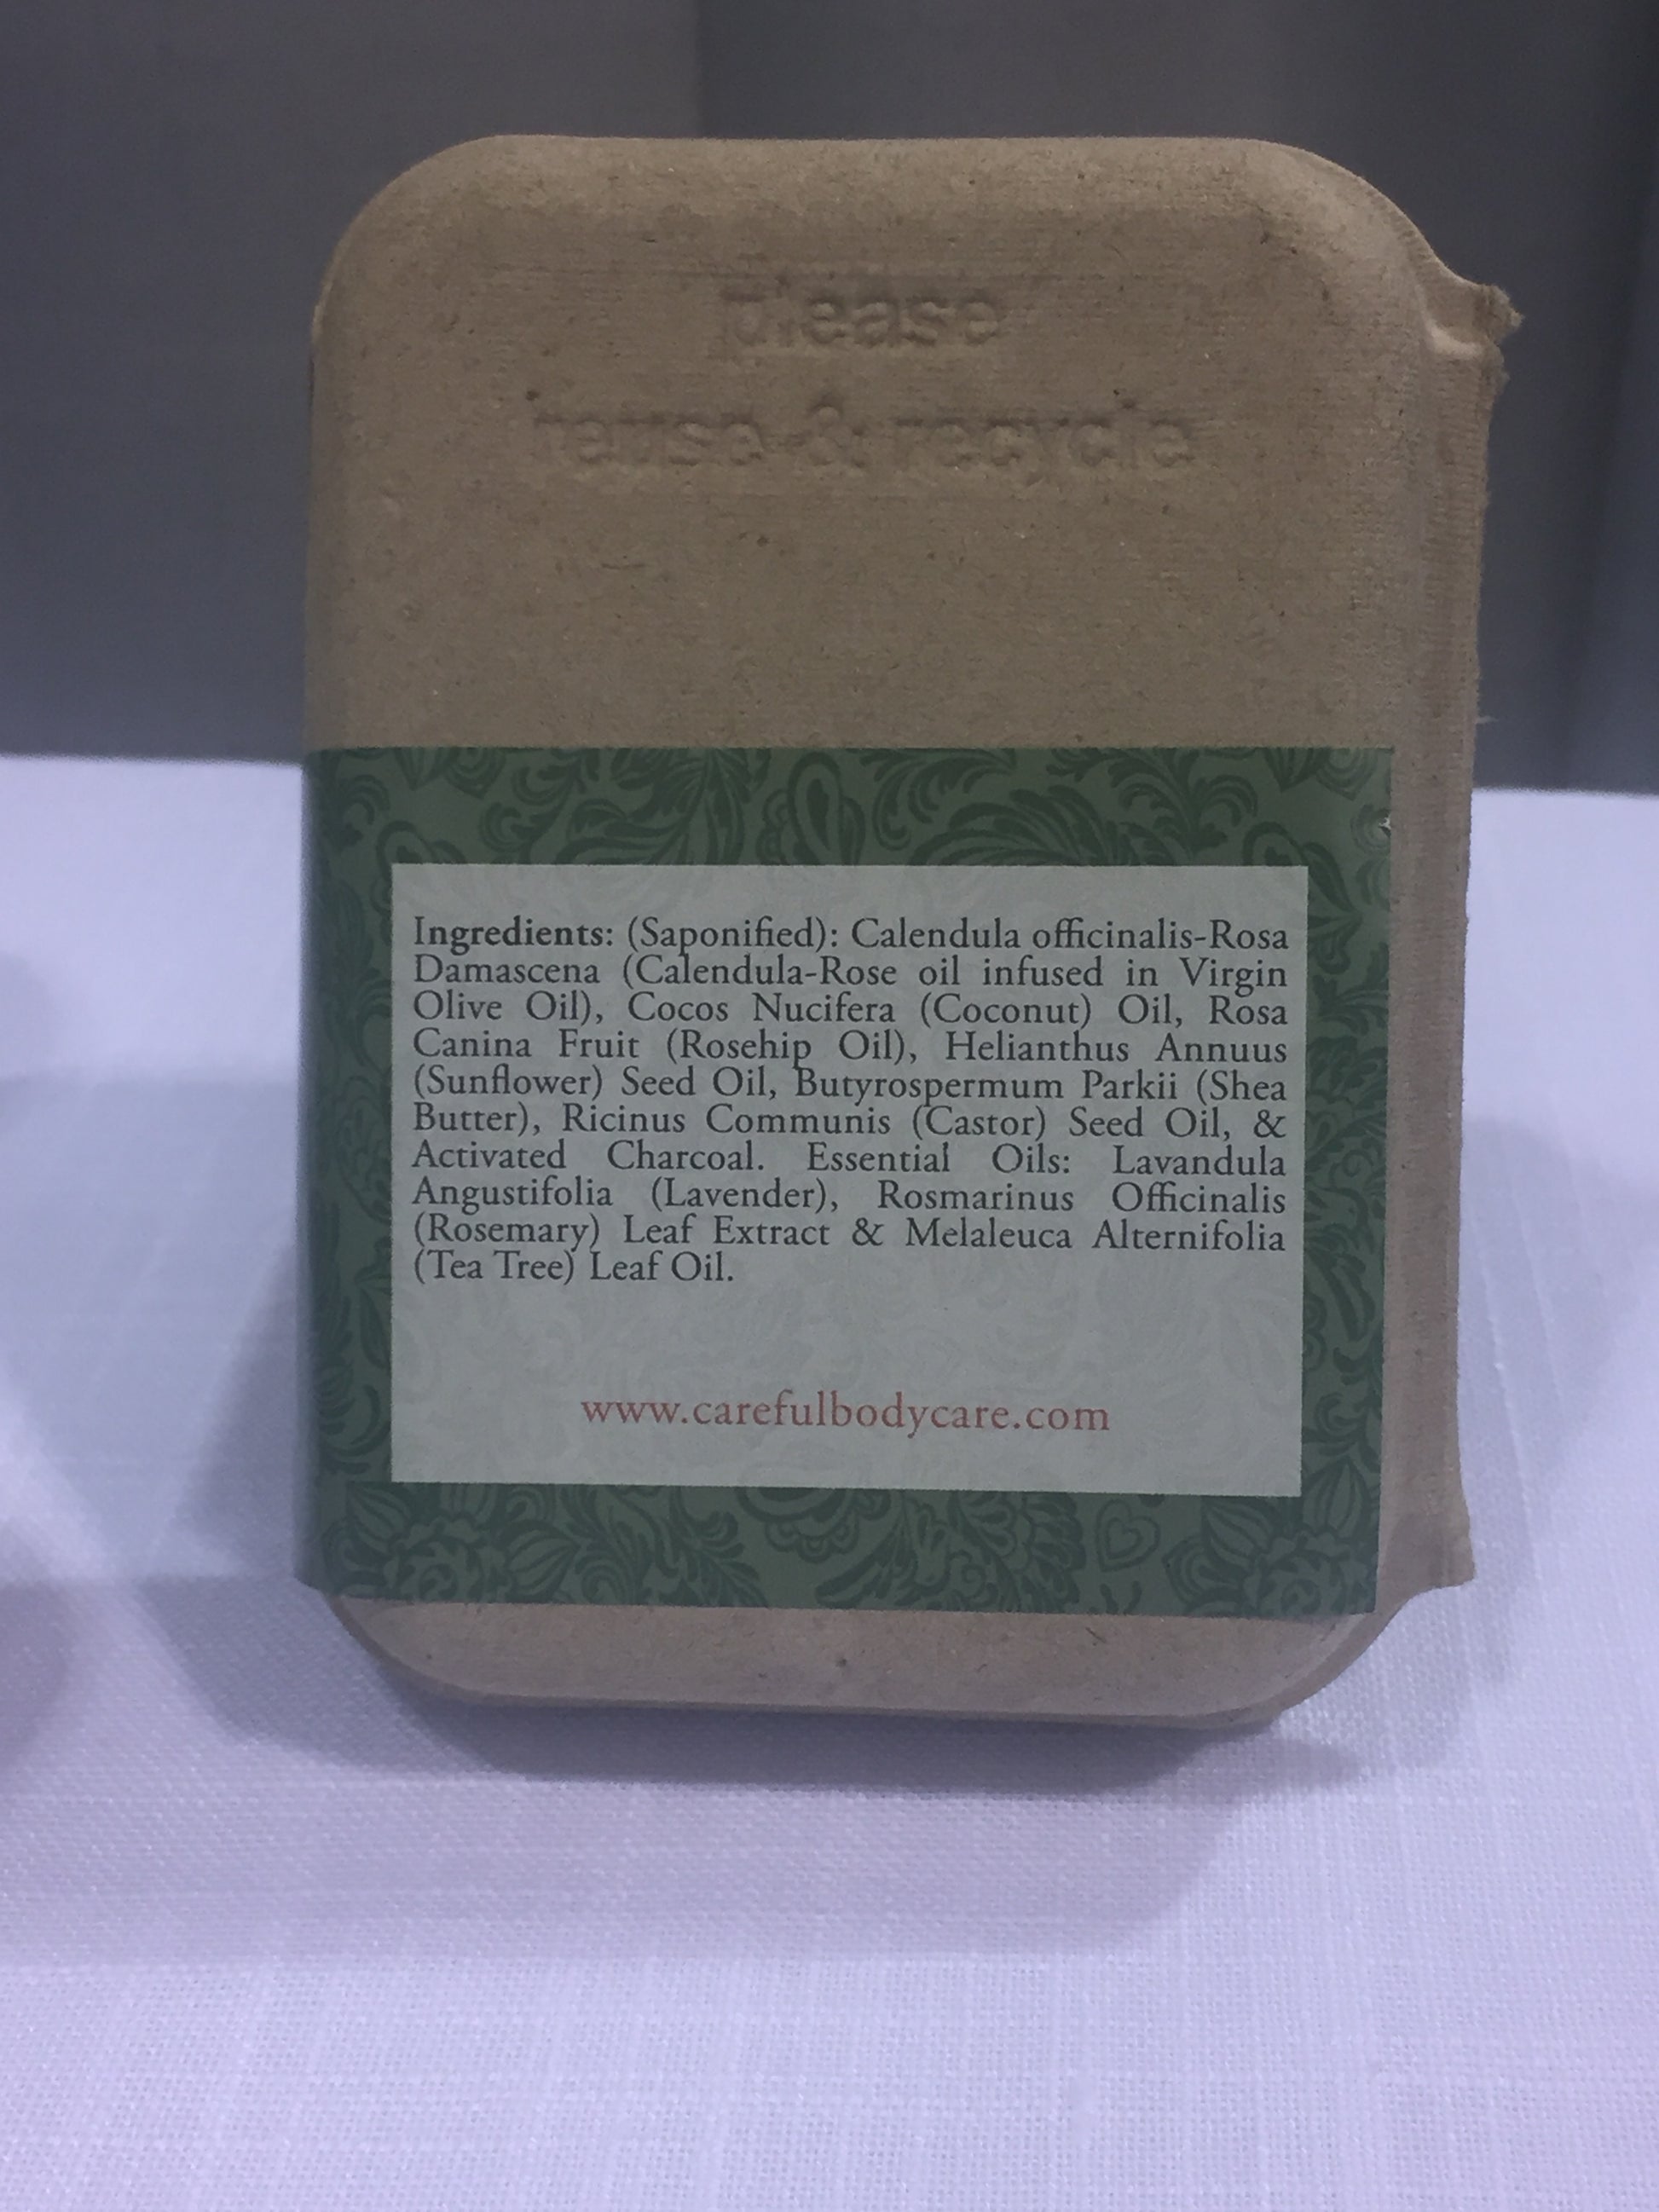 please
reuse & recycle
Ingredients: (Saponified): Calendula officinalis-Rosa
Damascena (Calendula-Rose oil infused in Virgin
Olive Oil), Cocos Nucifera (Coconut) Oil, Rosa
Canina Fruit (Rosehip Oil), Helianthus Annuus
(Sunflower) Seed Oil, Butyrospermum Parkii (Shea
Butter), Ricinus Communis (Castor) Seed Oil, &
Activated Charcoal. Essential Oils: Lavandula
Angustifolia (Lavender), Rosmarinus Officinalis
(Rosemary) Leaf Extract & Melaleuca Alternifolia
(Tea Tree) Leaf Oil.
www.carefulbodycare.com